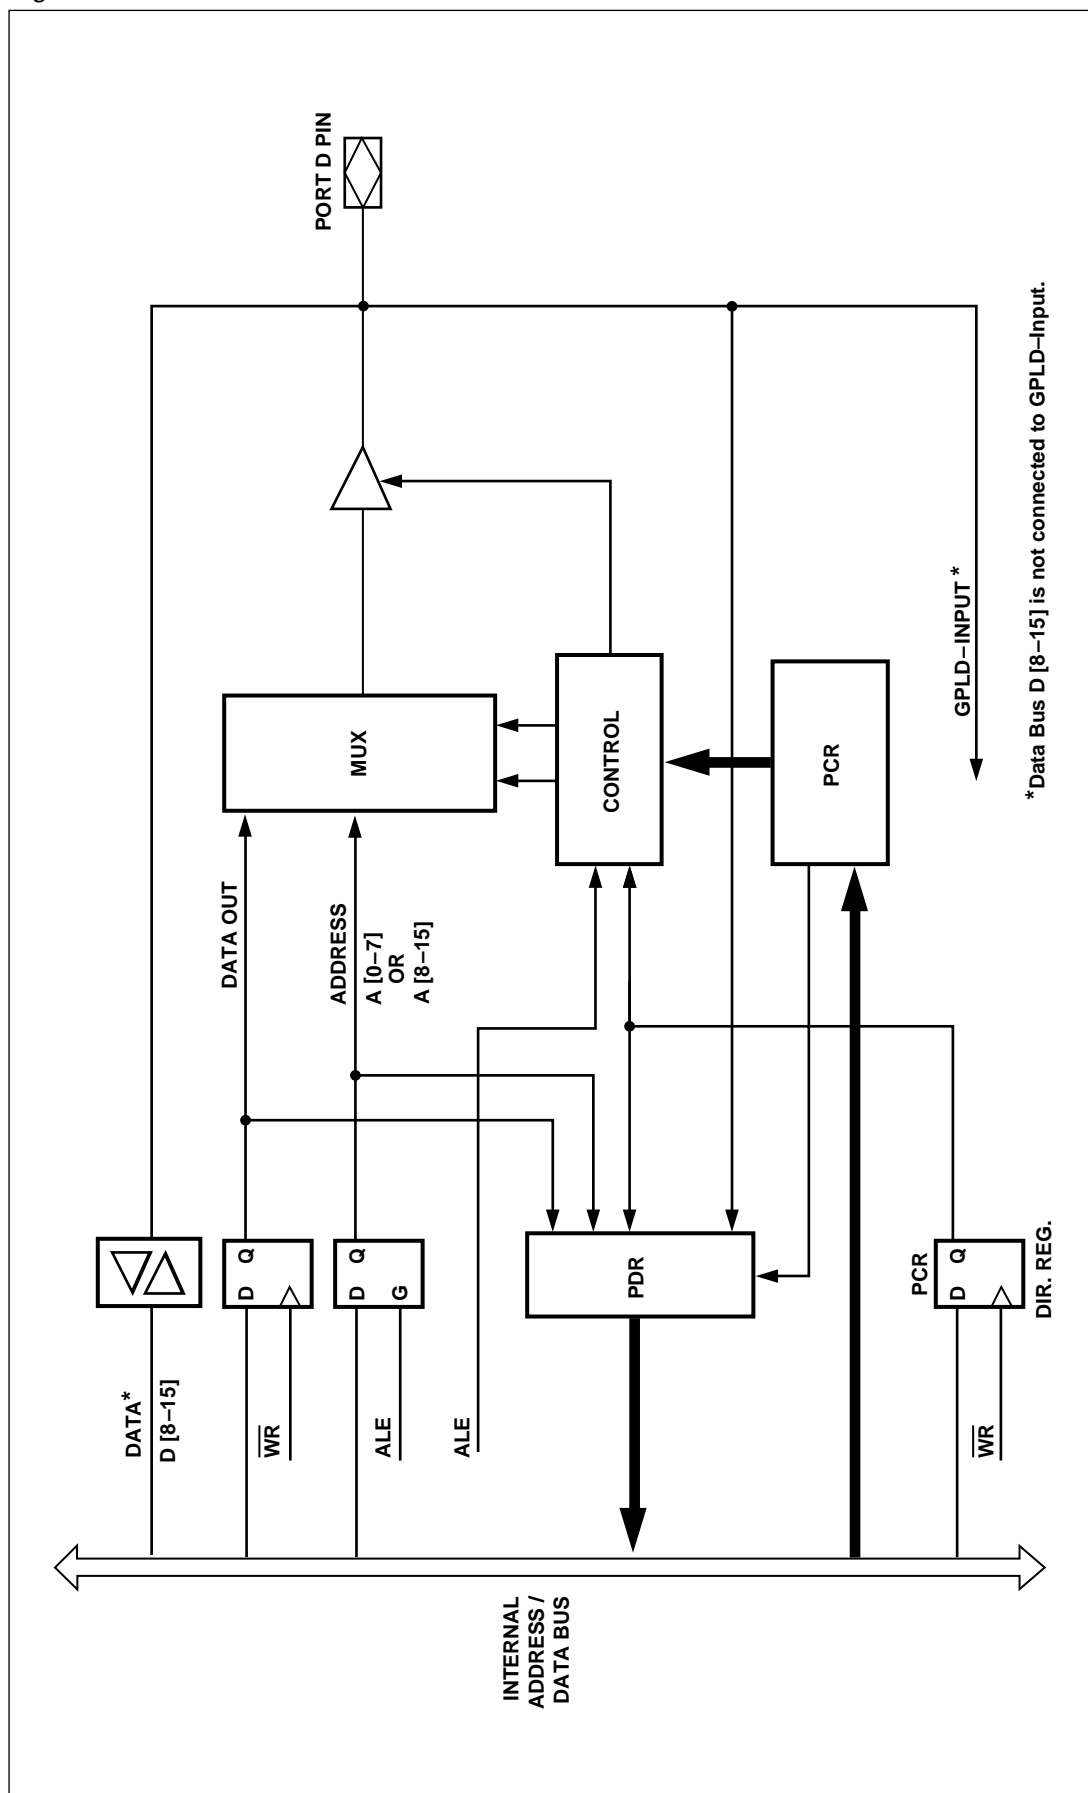 PORT D PIN
DATA OUT
ADDRESS
A [0–7]
OR
A [8–15]
MUX
CONTROL
PCR
GPLD–INPUT *
*Data Bus D [8–15] is not connected to GPLD–Input.
DATA*
D [8–15]
D Q
WR
D Q
G
ALE
ALE
PDR
PCR
D Q
DIR. REG.
WR
INTERNAL
ADDRESS /
DATA BUS